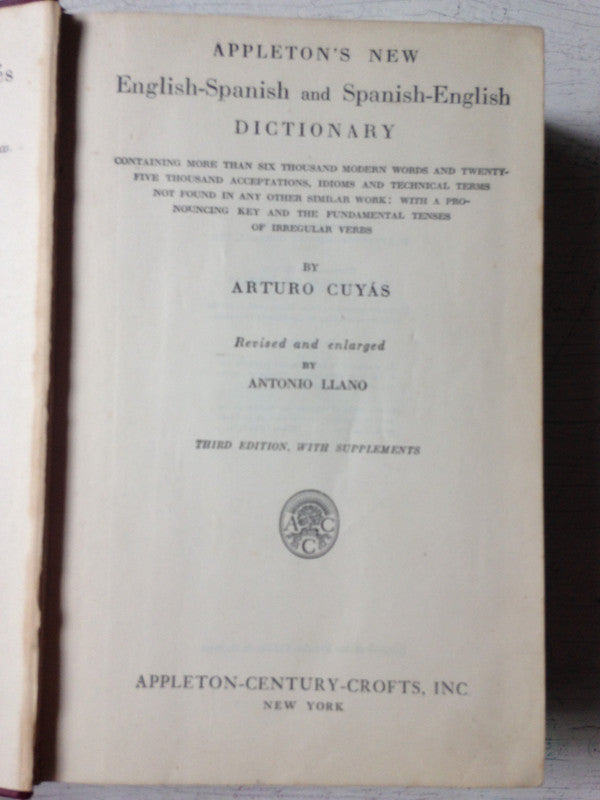 APPLETON'S NEW
English-Spanish and Spanish-English
DICTIONARY
CONTAINING MORE THAN SIX THOUSAND MODERN WORDS AND TWENTY-
FIVE THOUSAND ACCEPTATIONS, IDIOMS AND TECHNICAL TERMS
NOT FOUND IN ANY OTHER SIMILAR WORK: WITH A PRO-
NOUNCING KEY AND THE FUNDAMENTAL TENSES
OF IRREGULAR VERBS
BY
ARTURO CUYÁS
Revised and enlarged
BY
ANTONIO LLANO
THIRD EDITION, WITH SUPPLEMENTS
A C
C
APPLETON-CENTURY-CROFTS, INC
NEW YORK